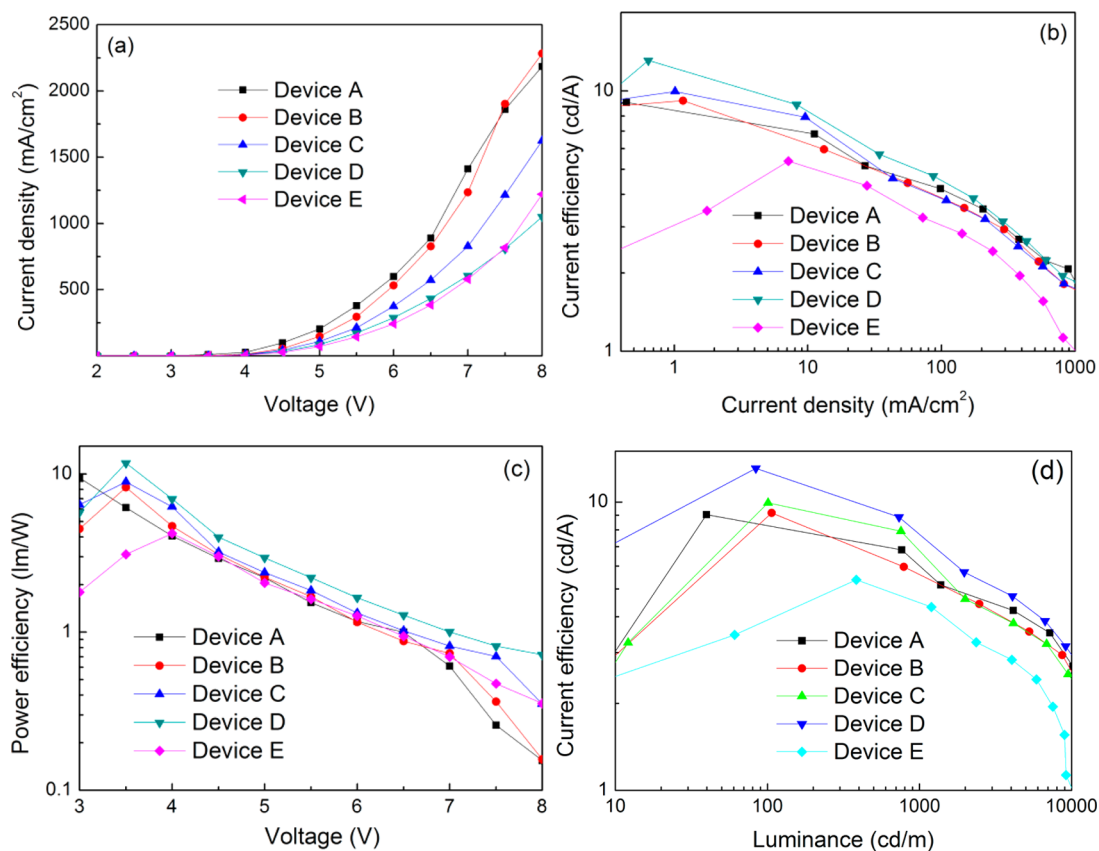 (a)
Current density (mA/cm²)
2500
2000
1500
1000
500
Device A
Device B
Device C
Device D
Device E
2 3 4 5 6 7 8
Voltage (V)
(b)
Current efficiency (cd/A)
10
1
Device A
Device B
Device C
Device D
Device E
1 10 100 1000
Current density (mA/cm²)
(c)
Power efficiency (lm/W)
10
1
0.1
Device A
Device B
Device C
Device D
Device E
3 4 5 6 7 8
Voltage (V)
(d)
Current efficiency (cd/A)
10
1
Device A
Device B
Device C
Device D
Device E
10 100 1000 10000
Luminance (cd/m)